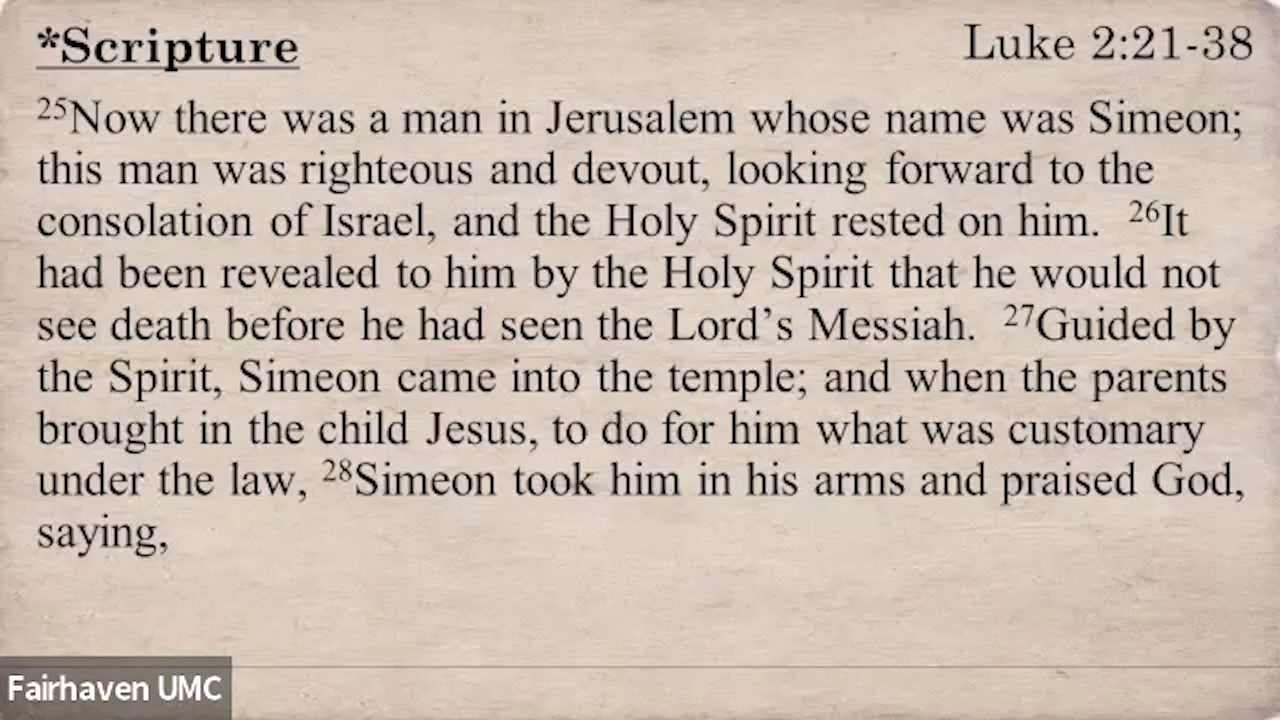 *Scripture
Luke 2:21-38
²⁵Now there was a man in Jerusalem whose name was Simeon;
this man was righteous and devout, looking forward to the
consolation of Israel, and the Holy Spirit rested on him. ²⁶It
had been revealed to him by the Holy Spirit that he would not
see death before he had seen the Lord’s Messiah. ²⁷Guided by
the Spirit, Simeon came into the temple; and when the parents
brought in the child Jesus, to do for him what was customary
under the law, ²⁸Simeon took him in his arms and praised God,
saying,
Fairhaven UMC